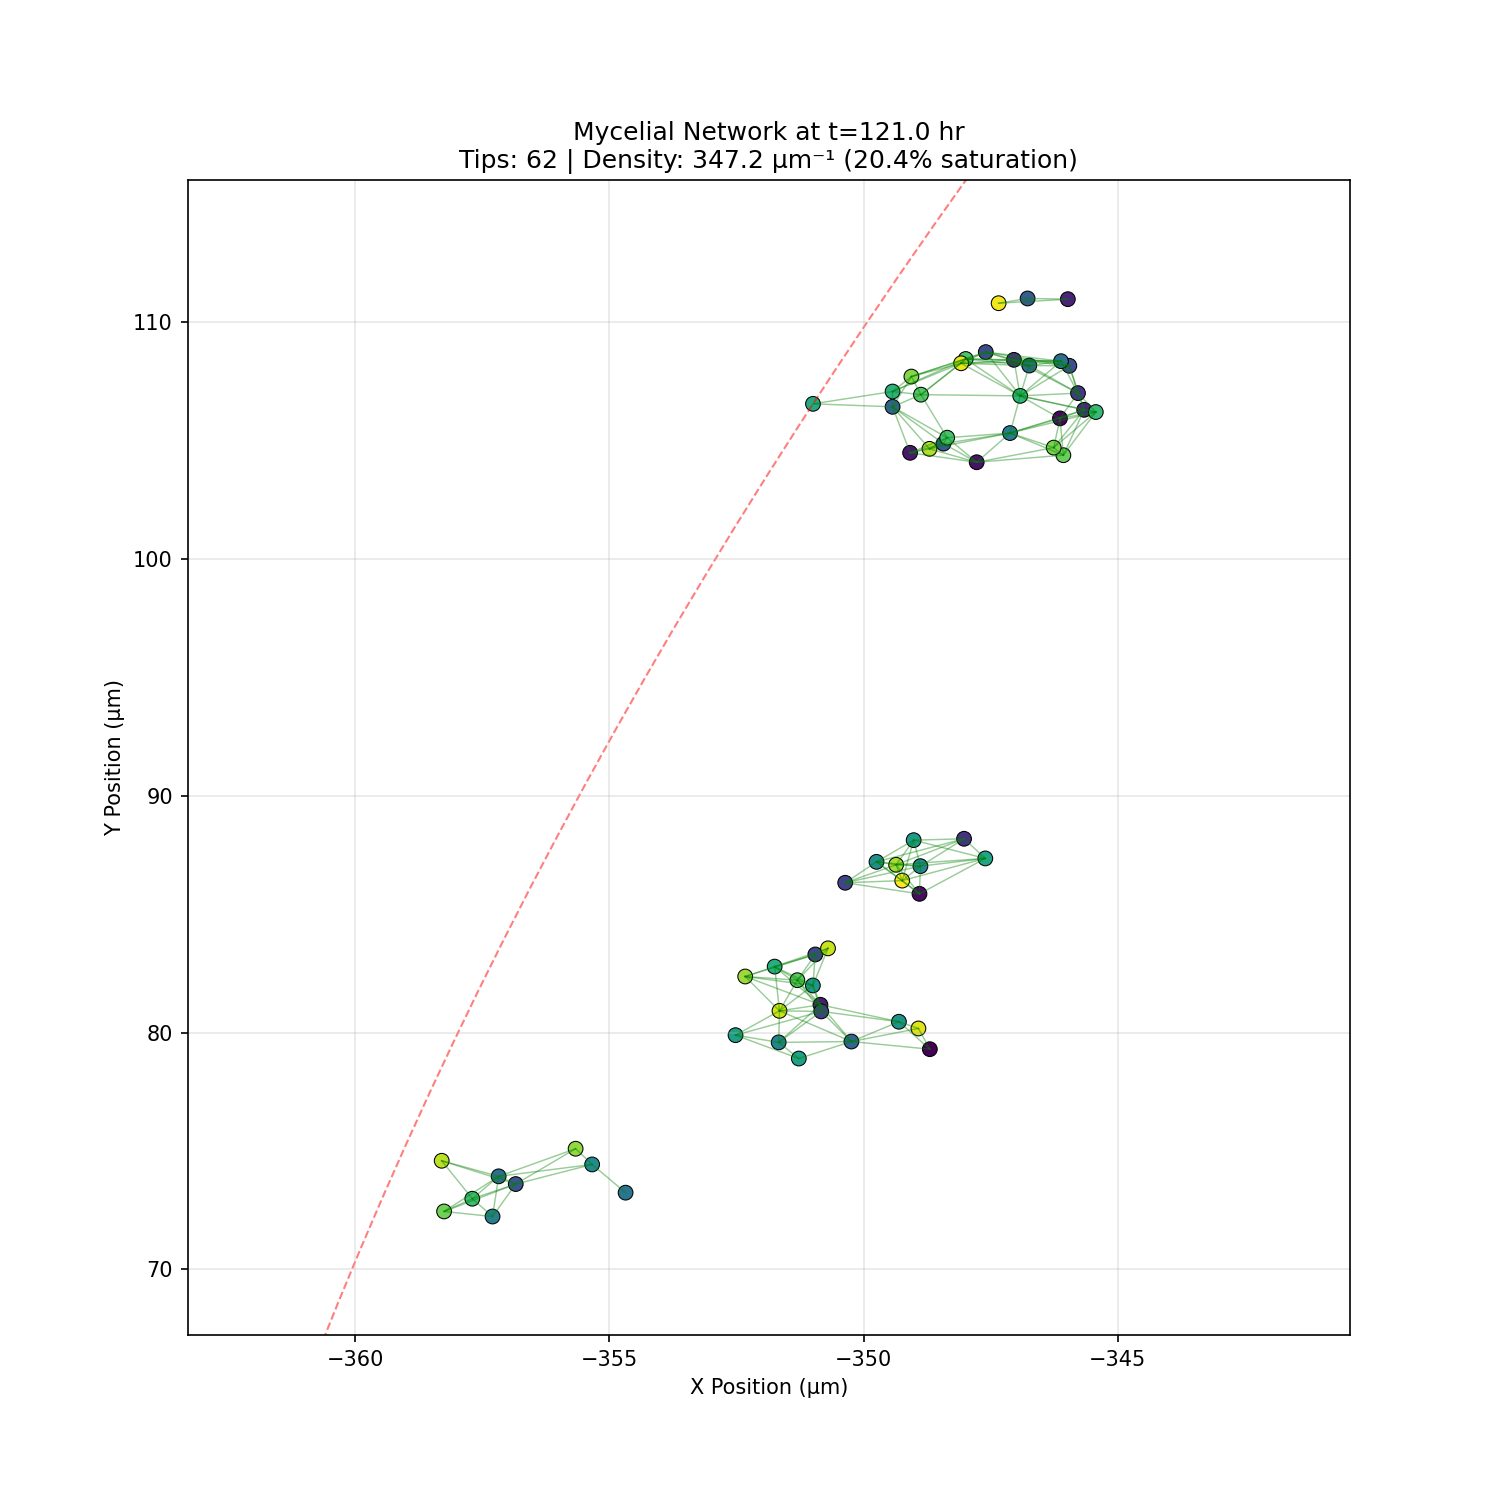 Mycelial Network at t=121.0 hr
Tips: 62 | Density: 347.2 μm⁻¹ (20.4% saturation)
110
100
90
80
70
Y Position (μm)
−360
−355
−350
−345
X Position (μm)